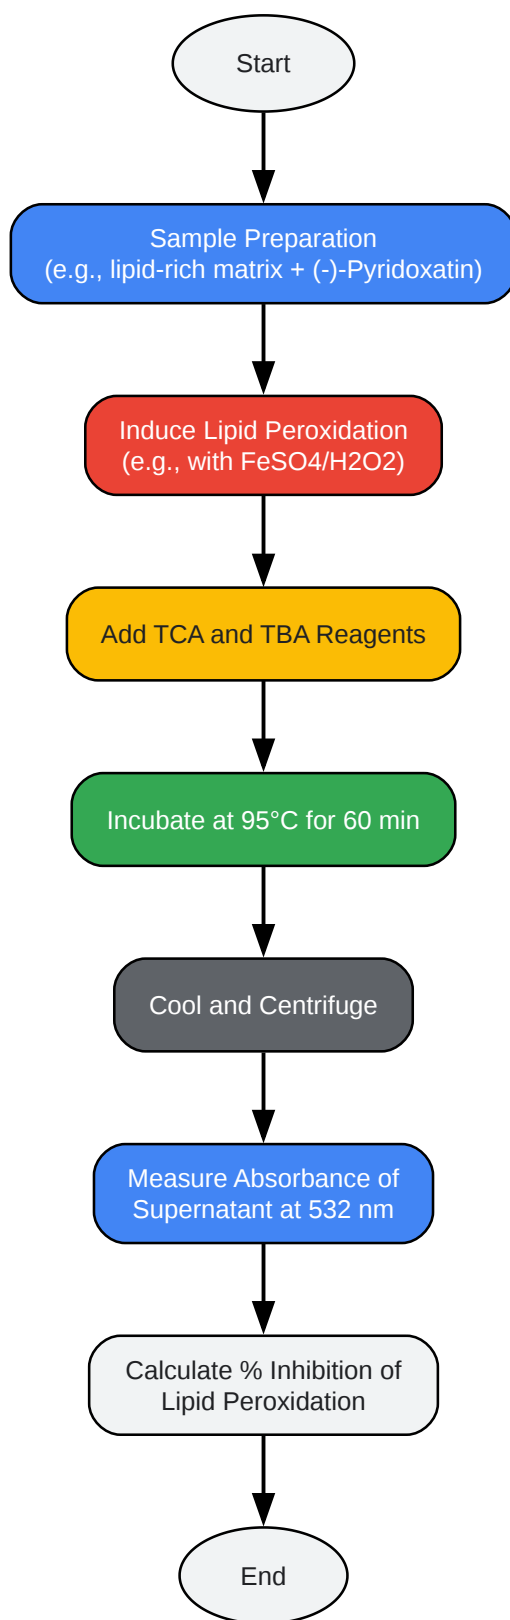 Start
Sample Preparation
(e.g., lipid-rich matrix + (-)-Pyridoxatin)
Induce Lipid Peroxidation
(e.g., with FeSO4/H2O2)
Add TCA and TBA Reagents
Incubate at 95°C for 60 min
Cool and Centrifuge
Measure Absorbance of
Supernatant at 532 nm
Calculate % Inhibition of
Lipid Peroxidation
End